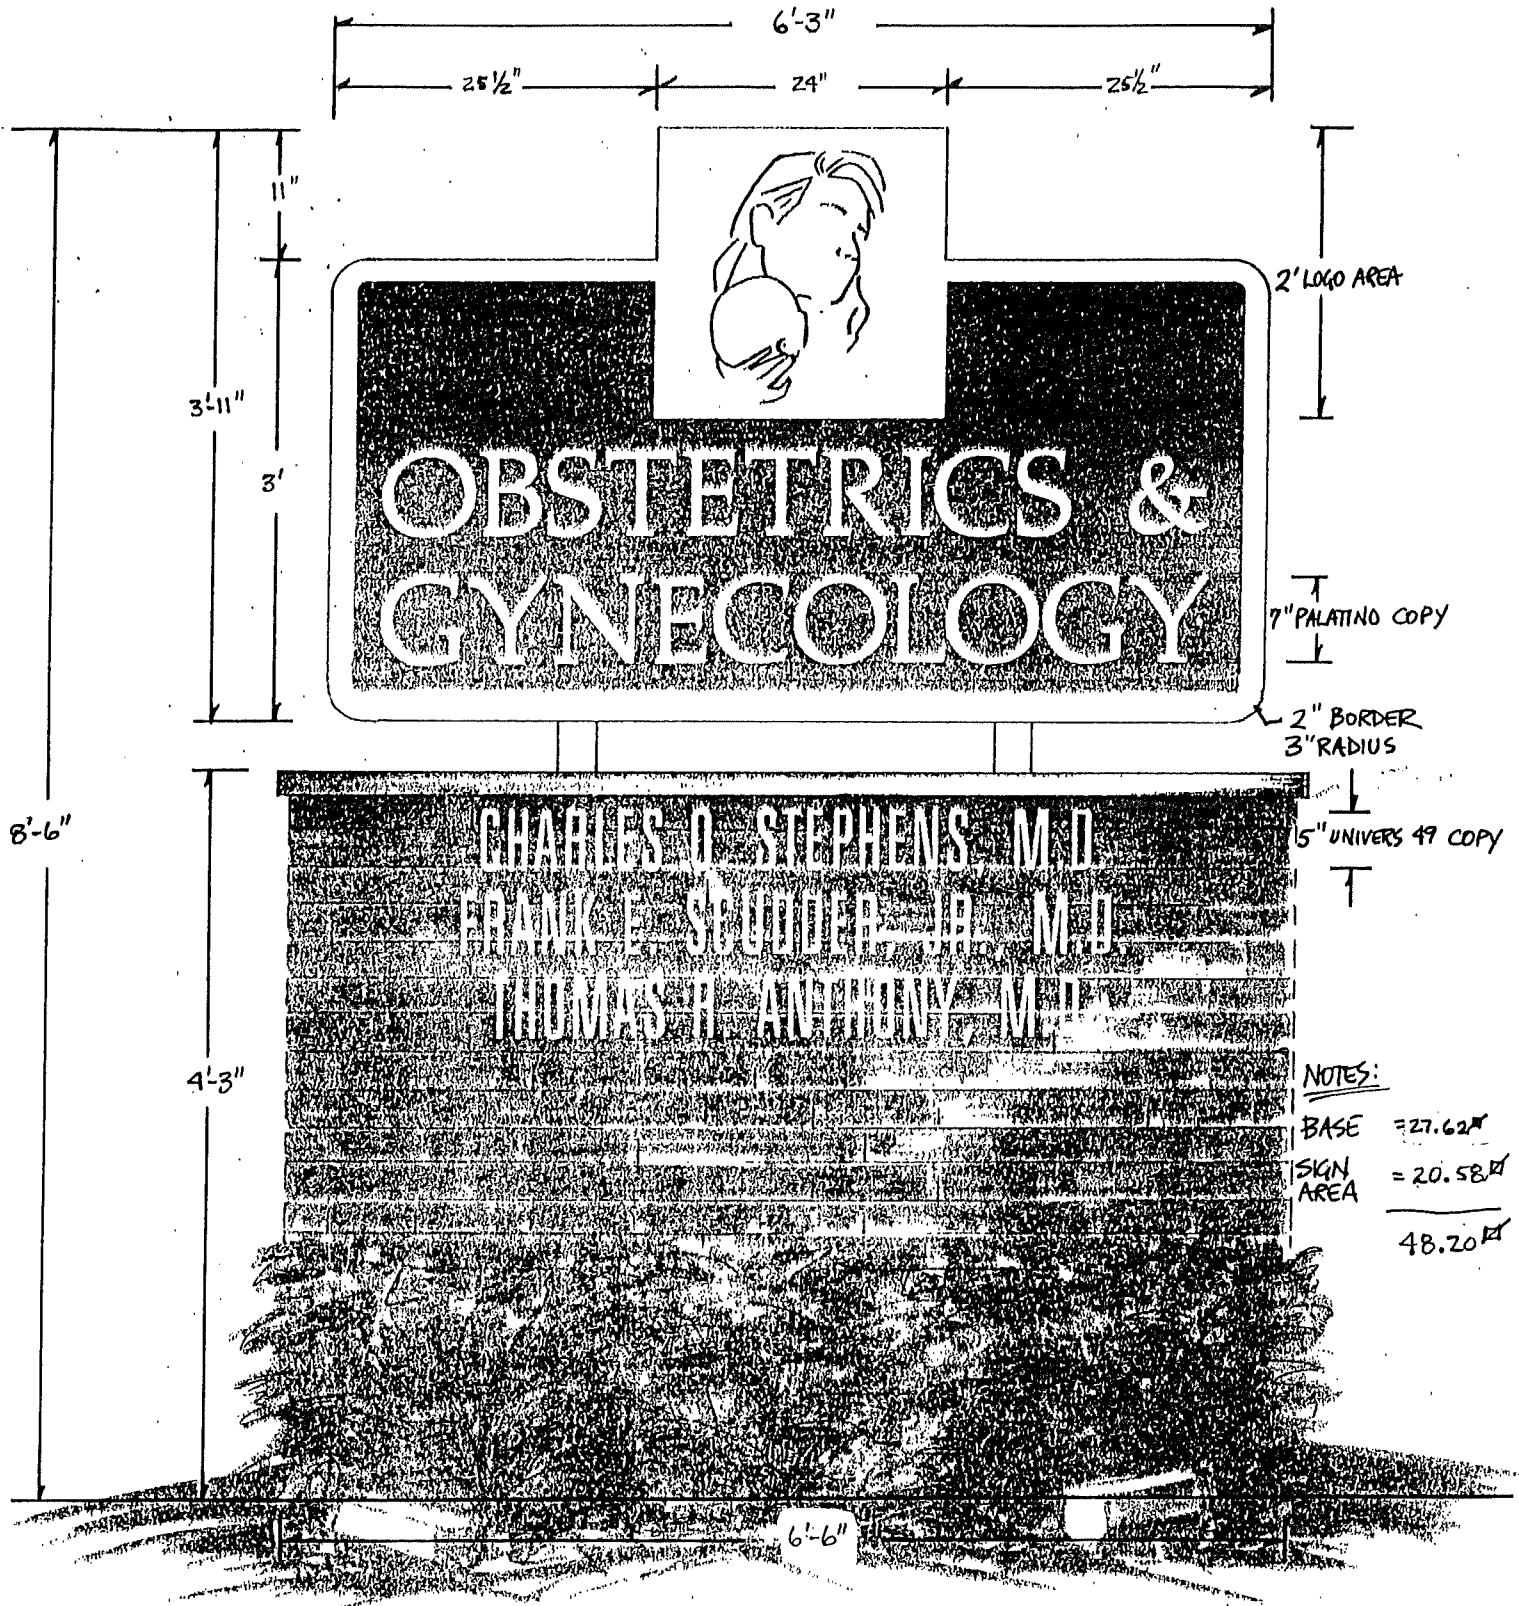 6'-3"
25½" 24" 25½"
11"
2' LOGO AREA
3'-11"
3'
OBSTETRICS &
GYNECOLOGY
7" PALATINO COPY
2" BORDER
3" RADIUS
8'-6"
CHARLES D. STEPHENS, M.D.
5" UNIVERS 49 COPY
FRANK E. SCUDDER, JR., M.D.
THOMAS R. ANTHONY, M.D.
4'-3"
NOTES:
BASE =27.62
SIGN
AREA =20.58
48.20
6'-6"